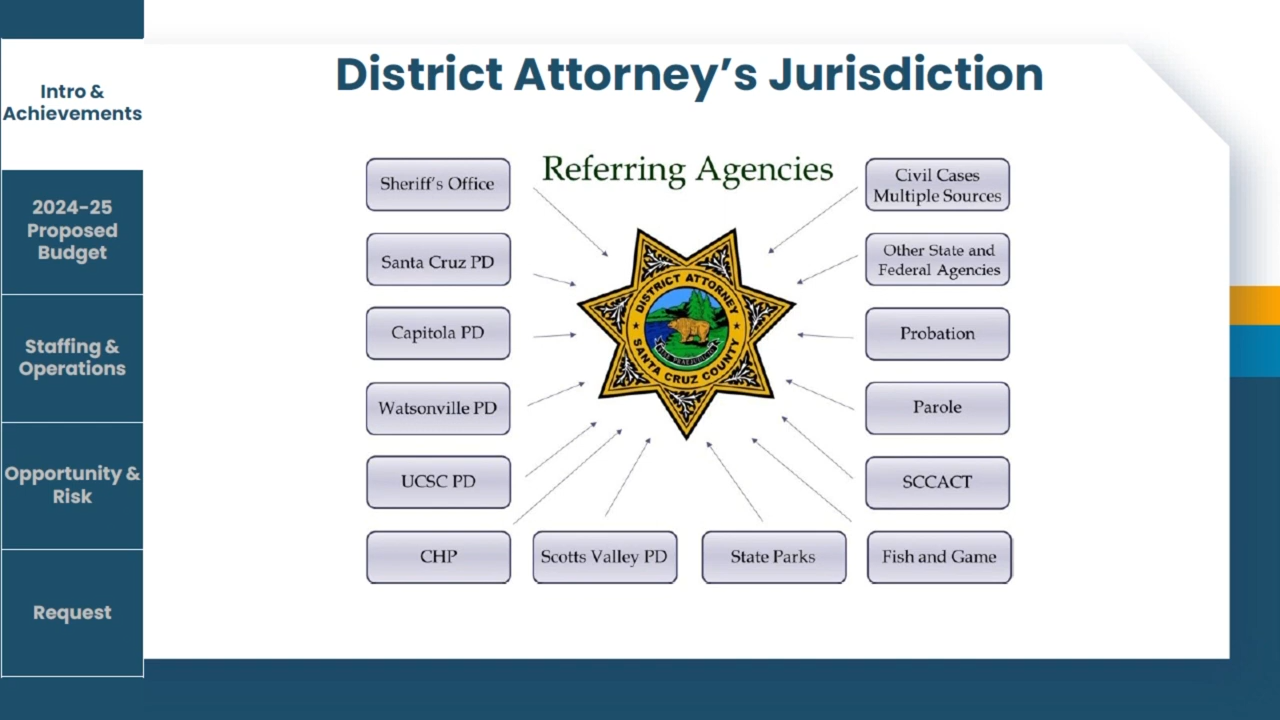 District Attorney's Jurisdiction
Intro &
Achievements
2024-25
Proposed
Budget
Staffing &
Operations
Opportunity &
Risk
Request
Referring Agencies
Sheriff's Office
Santa Cruz PD
Capitola PD
Watsonville PD
UCSC PD
CHP
Scotts Valley PD
State Parks
Fish and Game
SCCACT
Parole
Probation
Other State and
Federal Agencies
Civil Cases
Multiple Sources
DISTRICT ATTORNEY
SANTA CRUZ COUNTY